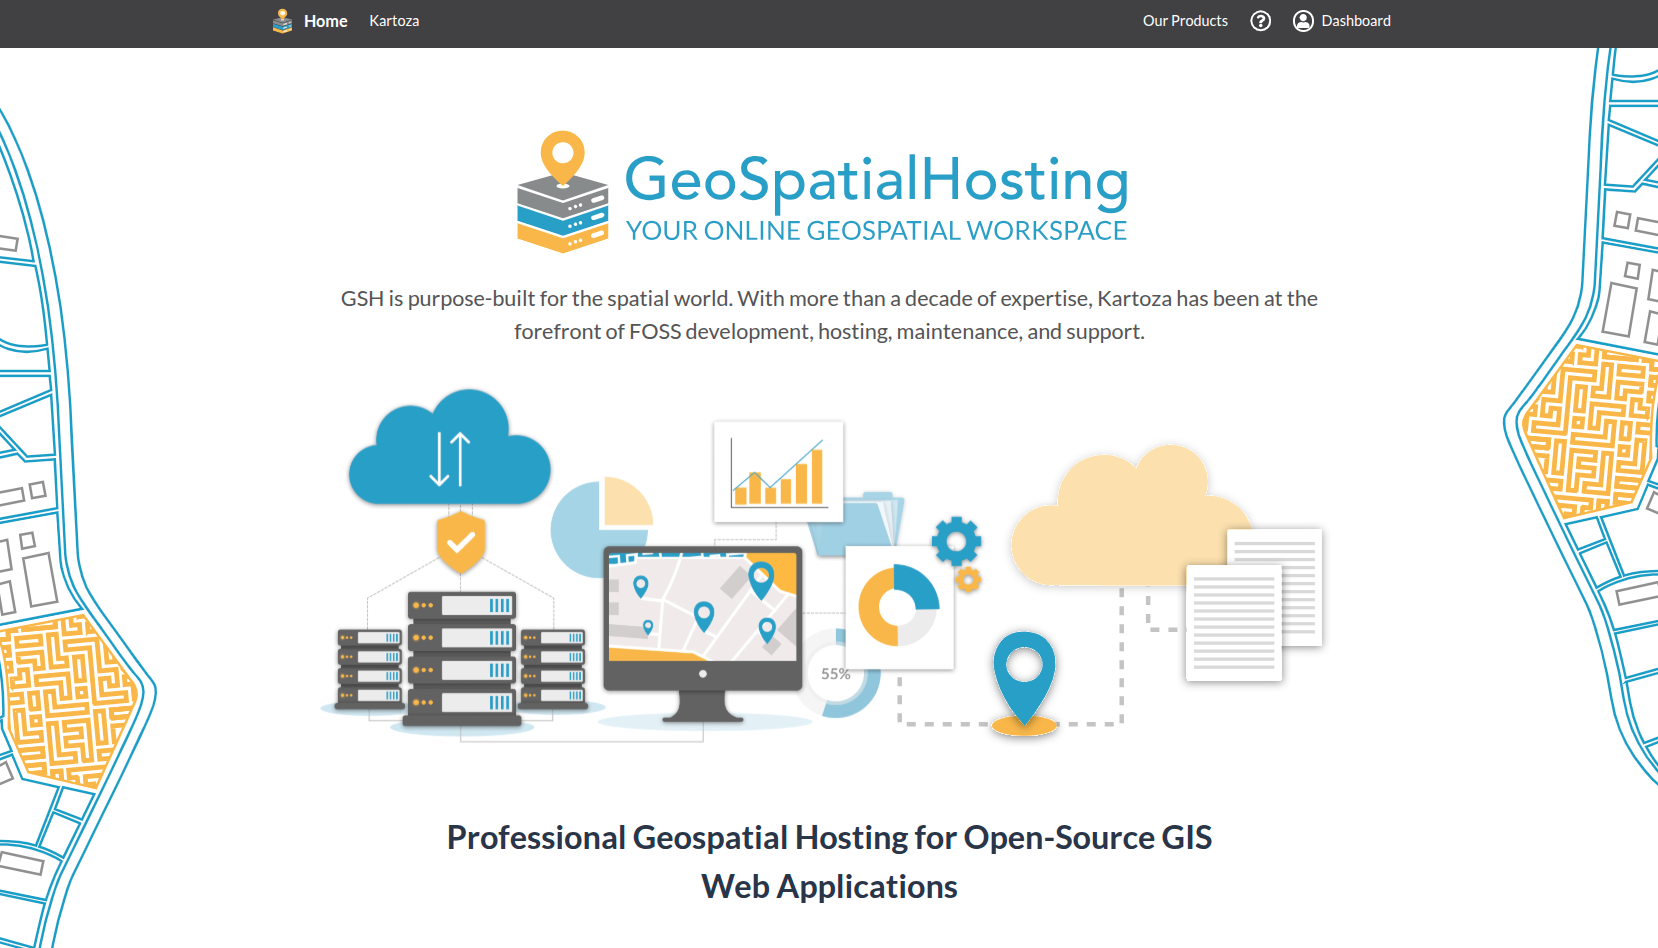 Home
Kartoza
Our Products
?
Dashboard
GeoSpatialHosting
YOUR ONLINE GEOSPATIAL WORKSPACE
GSH is purpose-built for the spatial world. With more than a decade of expertise, Kartoza has been at the
forefront of FOSS development, hosting, maintenance, and support.
55%
Professional Geospatial Hosting for Open-Source GIS
Web Applications